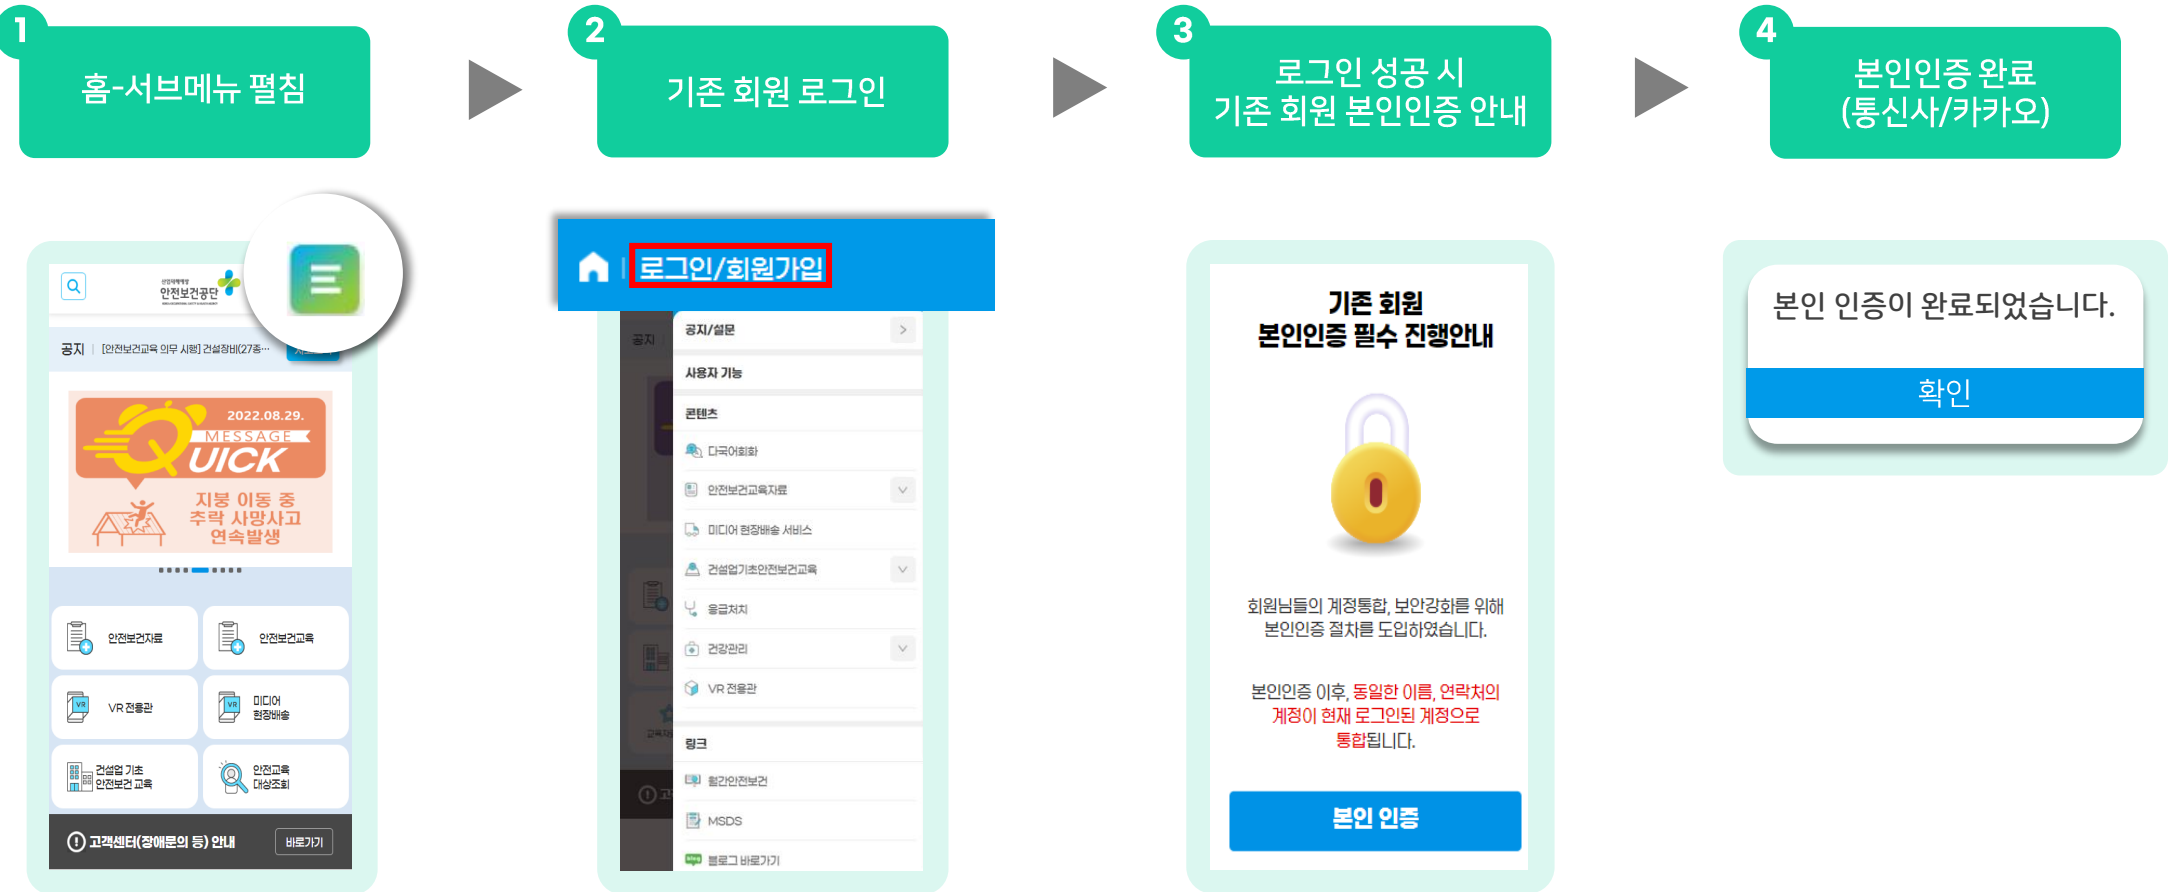 1
홈-서브메뉴 펼침
2
기존 회원 로그인
3
로그인 성공 시
기존 회원 본인인증 안내
4
본인인증 완료
(통신사/카카오)
산업재해예방
안전보건공단
공지
[안전보건교육 의무 시행] 건설장비(27종…
2022.08.29.
MESSAGE
QUICK
지붕 이동 중
추락 사망사고
연속발생
안전보건자료
안전보건교육
VR
VR 전용관
VR
미디어
현장배송
건설업 기초
안전보건 교육
안전교육
대상조회
고객센터(장애문의 등) 안내
바로가기
로그인/회원가입
공지
공지/설문
사용자 기능
콘텐츠
다국어회화
안전보건교육자료
미디어 현장배송 서비스
건설업기초안전보건교육
응급처치
건강관리
VR 전용관
링크
월간안전보건
MSDS
blog
블로그 바로가기
기존 회원
본인인증 필수 진행안내
회원님들의 계정통합, 보안강화를 위해
본인인증 절차를 도입하였습니다.
본인인증 이후, 동일한 이름, 연락처의
계정이 현재 로그인된 계정으로
통합됩니다.
본인 인증
본인 인증이 완료되었습니다.
확인